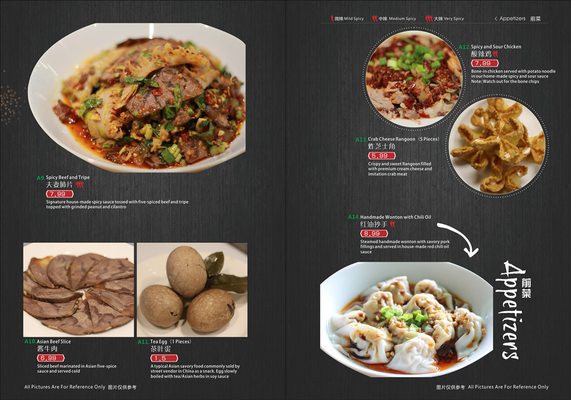 微辣 Mild Spicy 中辣 Medium Spicy 大辣 Very Spicy
< Appetizers 前菜
A9 Spicy Beef and Tripe
夫妻肺片
7.99
Signature house-made spicy sauce tossed with five-spiced beef and tripe
topped with grinded peanut and cilantro
A10 Asian Beef Slice
酱牛肉
6.99
Sliced beef marinated in Asian five-spice
sauce and served cold
A11 Tea Egg (1 Pieces)
茶叶蛋
1.5
A typical Asian savory food commonly sold by
street vendor in China as a snack. Egg slowly
boiled with tea/Asian herbs in soy sauce
All Pictures Are For Reference Only 图片仅供参考
A12 Spicy and Sour Chicken
酸辣鸡
7.99
Bone-in chicken served with potato noodle
in our home-made spicy and sour sauce
Note: Watch out for the bone chips
A13 Crab Cheese Rangoon (5 Pieces)
炸芝士角
5.99
Crispy and sweet Rangoon filled
with premium cream cheese and
imitation crab meat
A14 Handmade Wonton with Chili Oil
红油抄手
Steamed handmade wonton with savory pork
fillings and served in house-made red chili oil
sauce
前菜
Appetizers
图片仅供参考 All Pictures Are For Reference Only